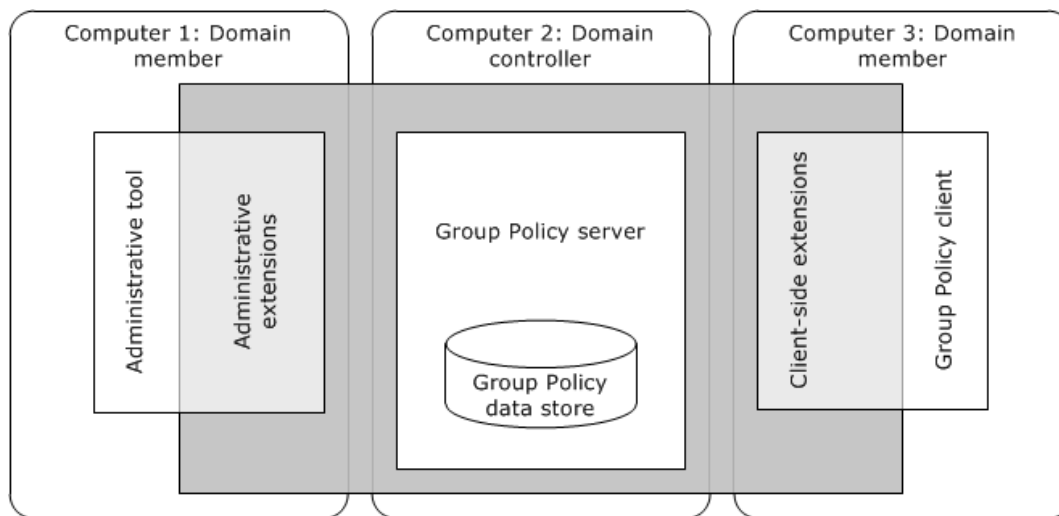 Computer 1: Domain
member
Computer 2: Domain
controller
Computer 3: Domain
member
Administrative tool
Administrative
extensions
Group Policy server
Group Policy
data store
Client-side extensions
Group Policy client